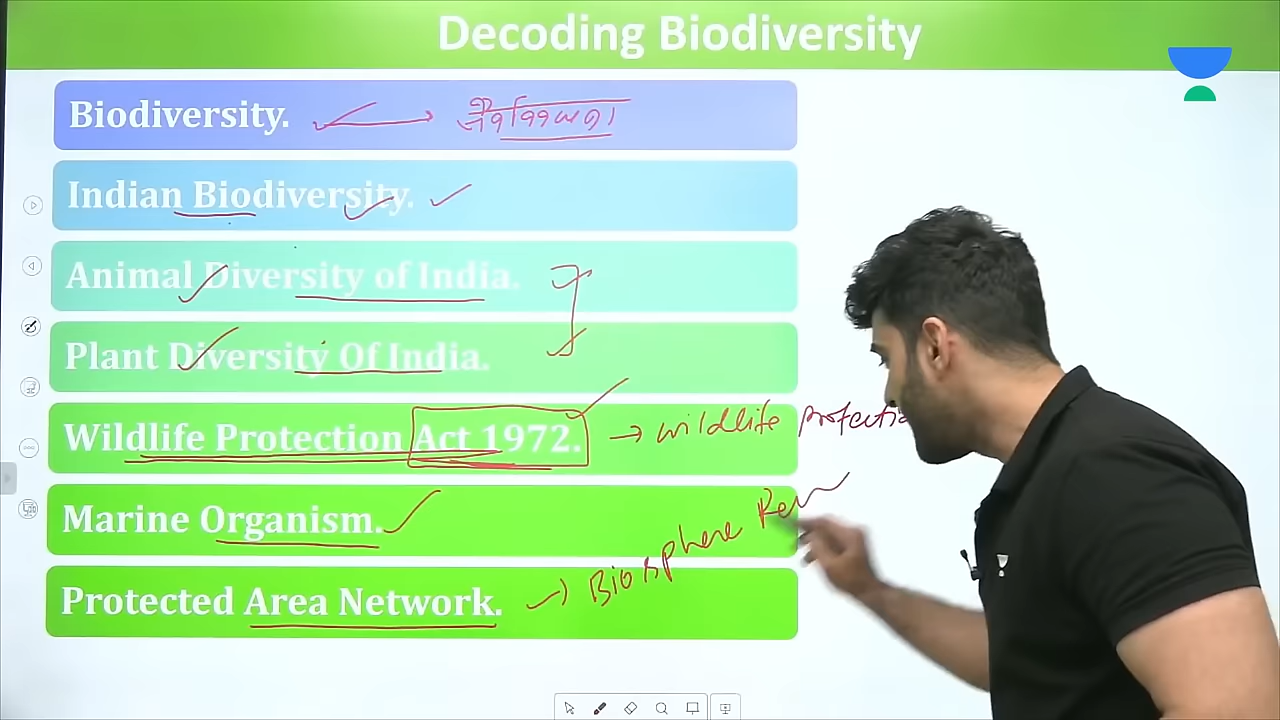 Decoding Biodiversity
Biodiversity. जैवविविधता
Indian Biodiversity.
Animal Diversity of India.
Plant Diversity Of India.
Wildlife Protection Act 1972. → wildlife protectio
Marine Organism.
Protected Area Network. → Biosphere